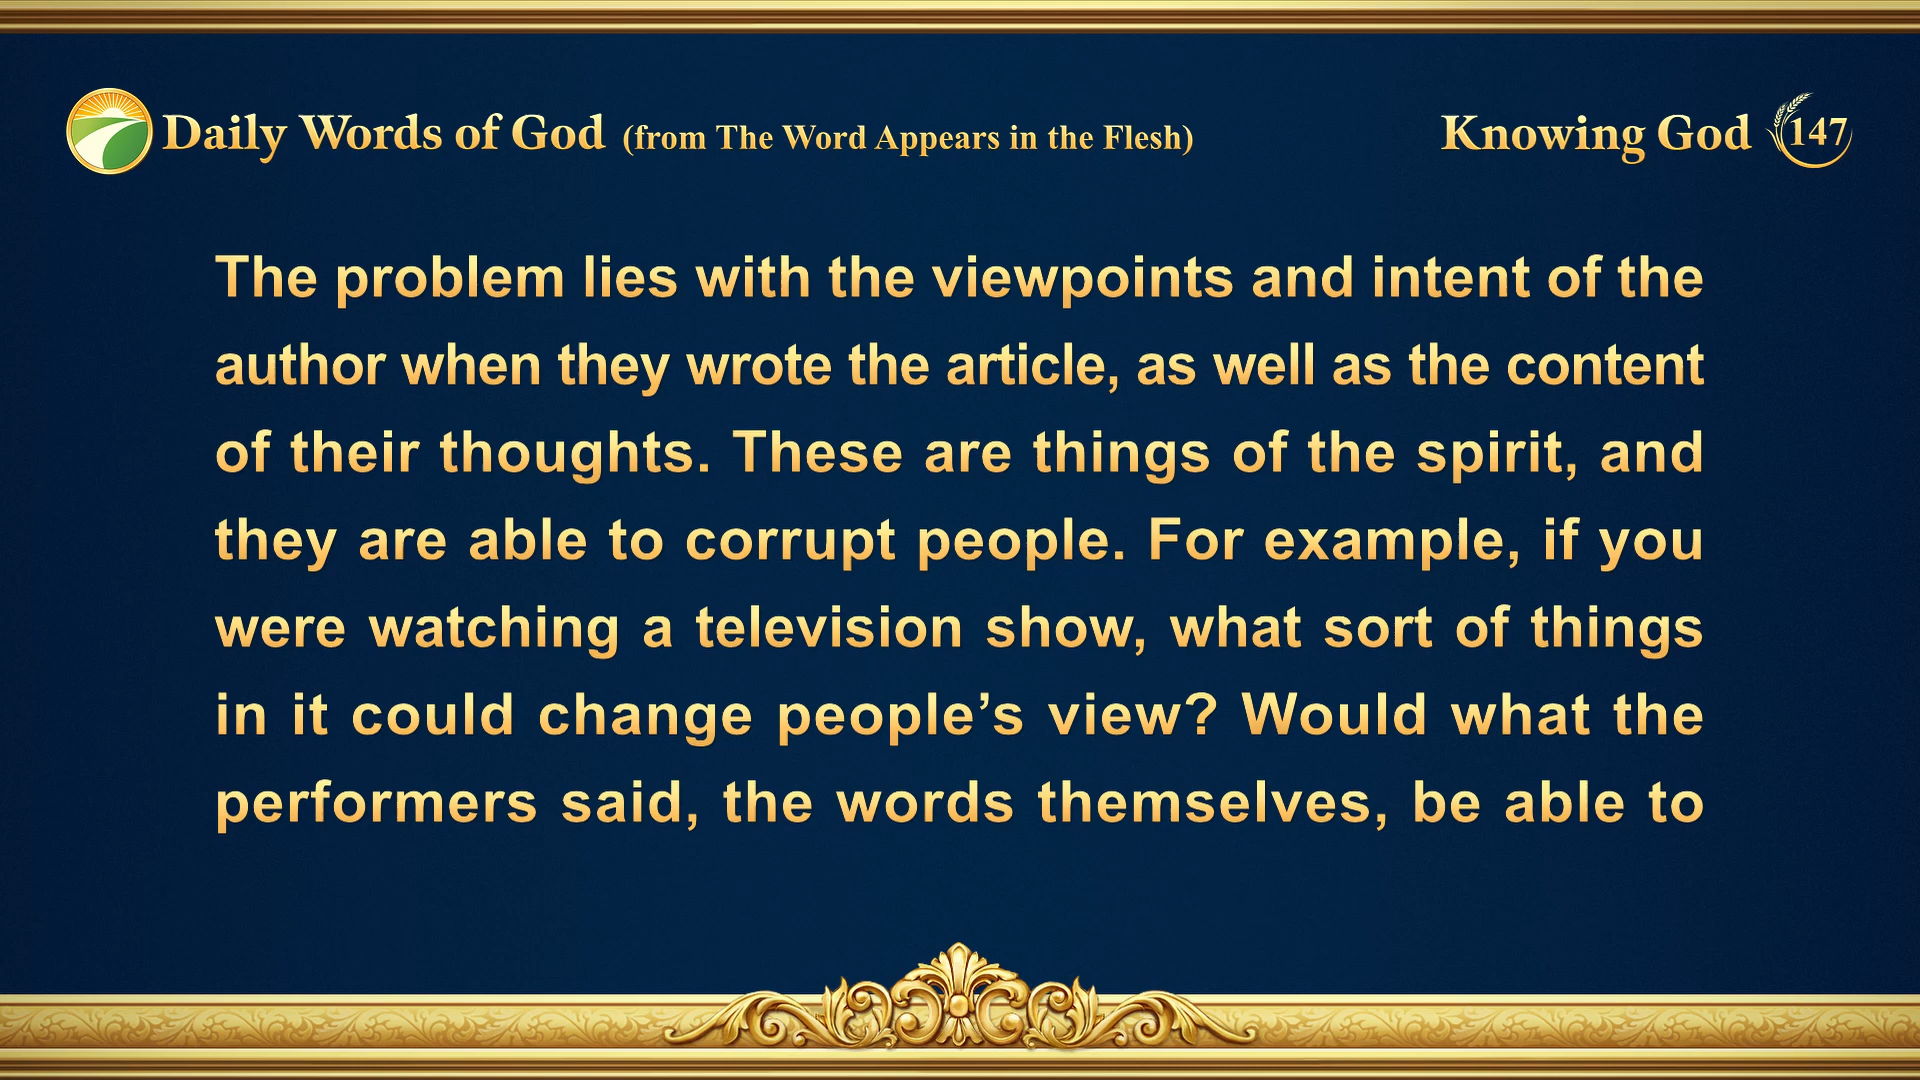 Daily Words of God (from The Word Appears in the Flesh)
Knowing God 147
The problem lies with the viewpoints and intent of the
author when they wrote the article, as well as the content
of their thoughts. These are things of the spirit, and
they are able to corrupt people. For example, if you
were watching a television show, what sort of things
in it could change people’s view? Would what the
performers said, the words themselves, be able to